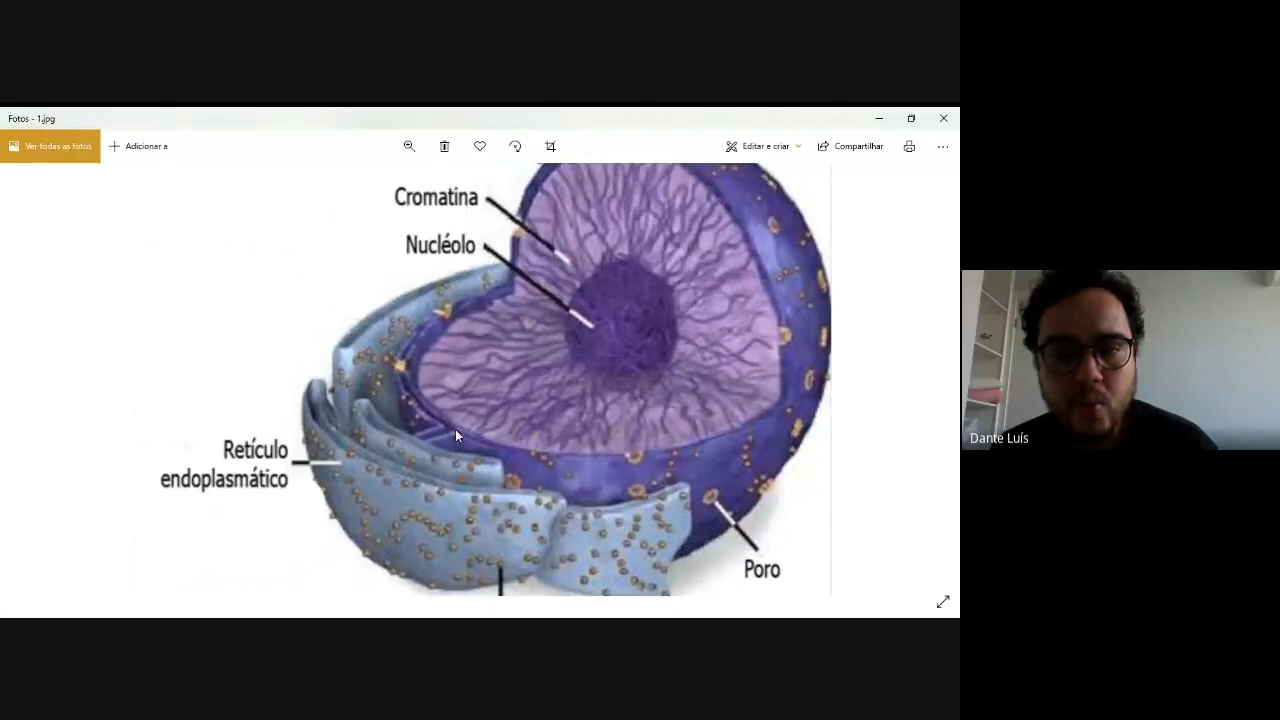 Fotos - 1.jpg
Ver todas as fotos
Adicionar a
Editar e criar
Compartilhar
Cromatina
Nucléolo
Retículo
endoplasmático
Poro
Dante Luís